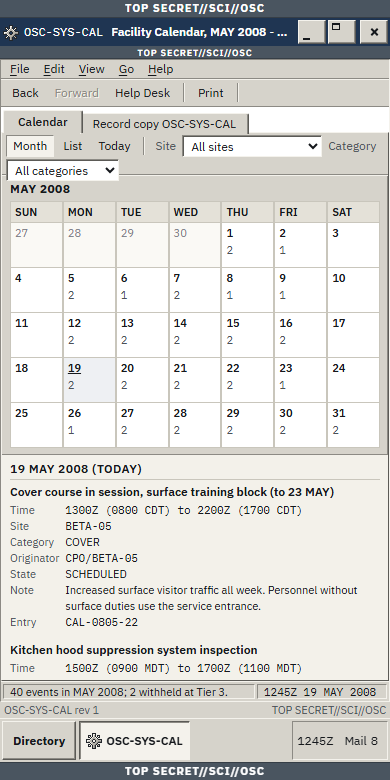 TOP SECRET//SCI//OSC
OSC-SYS-CAL Facility Calendar, MAY 2008 - ...
TOP SECRET//SCI//OSC
File Edit View Go Help
Back Forward Help Desk Print
Calendar Record copy OSC-SYS-CAL
Month List Today Site All sites Category
All categories
MAY 2008
SUN MON TUE WED THU FRI SAT
27 28 29 30 1 2 3
2 1
4 5 6 7 8 9 10
2 1 2 1 1
11 12 13 14 15 16 17
2 2 2 2 2
18 19 20 21 22 23 24
2 2 2 2 1
25 26 27 28 29 30 31
1 2 2 2 2 2
19 MAY 2008 (TODAY)
Cover course in session, surface training block (to 23 MAY)
Time 1300Z (0800 CDT) to 2200Z (1700 CDT)
Site BETA-05
Category COVER
Originator CPO/BETA-05
State SCHEDULED
Note Increased surface visitor traffic all week. Personnel without
surface duties use the service entrance.
Entry CAL-0805-22
Kitchen hood suppression system inspection
Time 1500Z (0900 MDT) to 1700Z (1100 MDT)
40 events in MAY 2008; 2 withheld at Tier 3. 1245Z 19 MAY 2008
OSC-SYS-CAL rev 1 TOP SECRET//SCI//OSC
Directory OSC-SYS-CAL 1245Z Mail 8
TOP SECRET//SCI//OSC